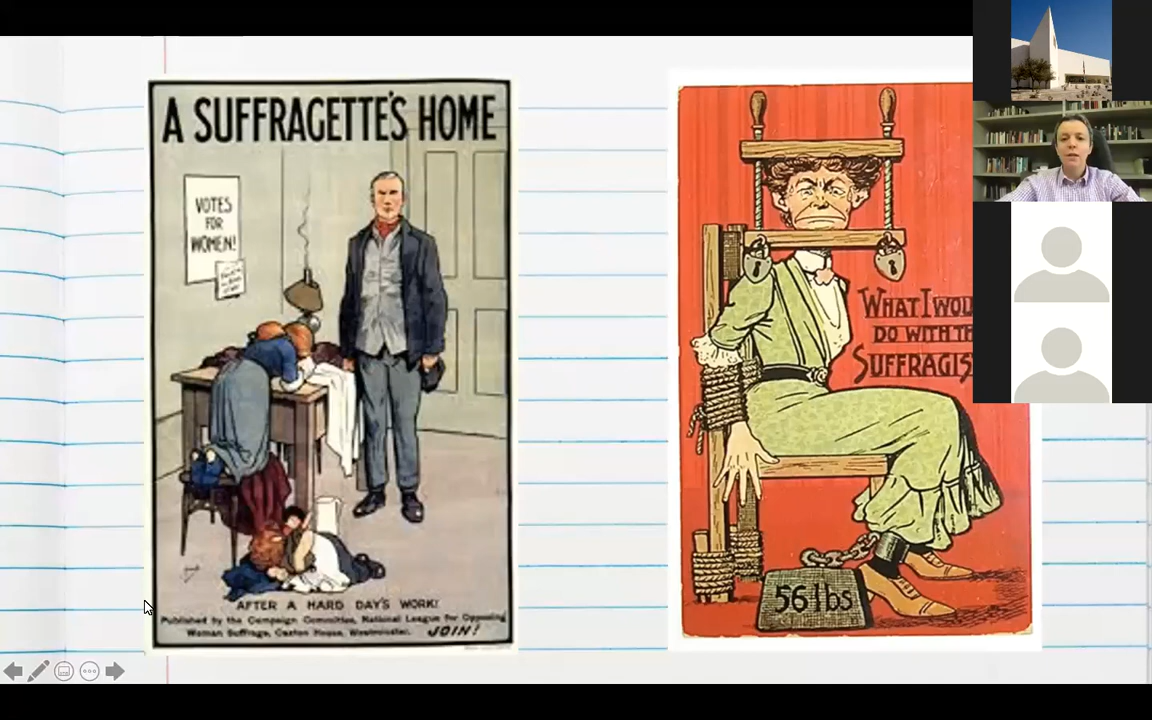 A SUFFRAGETTE'S HOME
VOTES
FOR
WOMEN!
AFTER A HARD DAY'S WORK!
Published by the Campaign Committee, National League for Opposing
Woman Suffrage, Caxton House, Westminster. JOIN!
WHAT I WOU
DO WITH TH
SUFFRAGIS
56 lbs